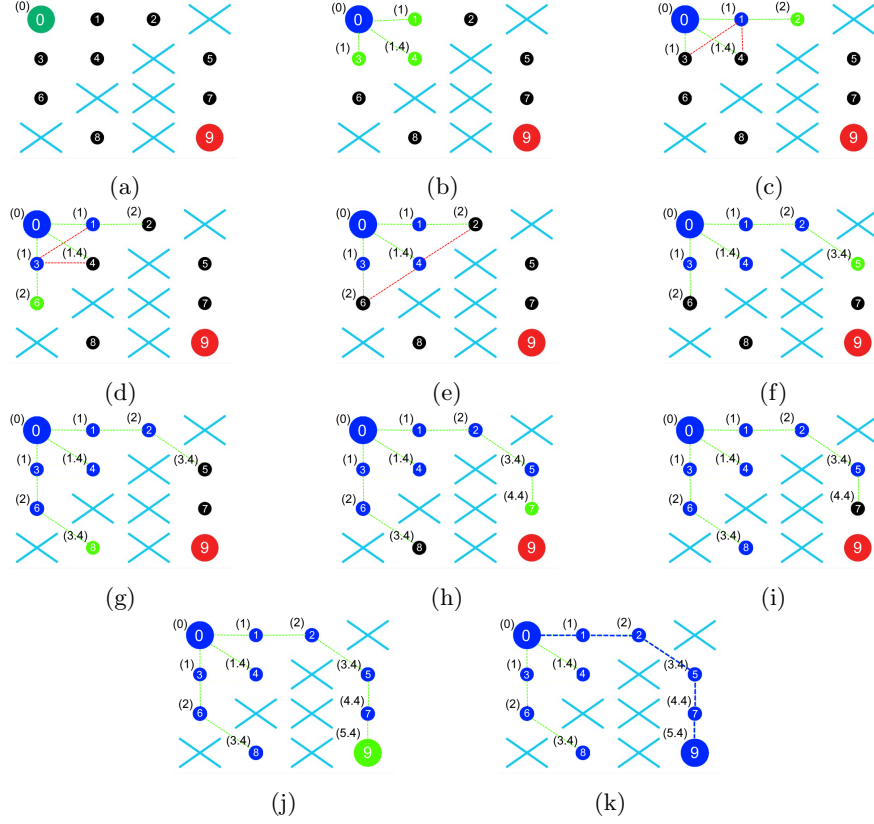 (0) 0 1 2
3 4 5
6 7
8 9
(a)
(0) 0 (1) 1 2
(1) 3 (1.4) 4 5
6 7
8 9
(b)
(0) 0 (1) 1 (2) 2
(1) 3 (1.4) 4 5
6 7
8 9
(c)
(0) 0 (1) 1 (2) 2
(1) 3 (1.4) 4 5
(2) 6 7
8 9
(d)
(0) 0 (1) 1 (2) 2
(1) 3 (1.4) 4 5
(2) 6 7
8 9
(e)
(0) 0 (1) 1 (2) 2
(1) 3 (1.4) 4 (3.4) 5
(2) 6 7
8 9
(f)
(0) 0 (1) 1 (2) 2
(1) 3 (1.4) 4 (3.4) 5
(2) 6 7
(3.4) 8 9
(g)
(0) 0 (1) 1 (2) 2
(1) 3 (1.4) 4 (3.4) 5
(2) 6 (4.4) 7
(3.4) 8 9
(h)
(0) 0 (1) 1 (2) 2
(1) 3 (1.4) 4 (3.4) 5
(2) 6 (4.4) 7
(3.4) 8 9
(i)
(0) 0 (1) 1 (2) 2
(1) 3 (1.4) 4 (3.4) 5
(2) 6 (4.4) 7
(3.4) 8 (5.4) 9
(j)
(0) 0 (1) 1 (2) 2
(1) 3 (1.4) 4 (3.4) 5
(2) 6 (4.4) 7
(3.4) 8 (5.4) 9
(k)